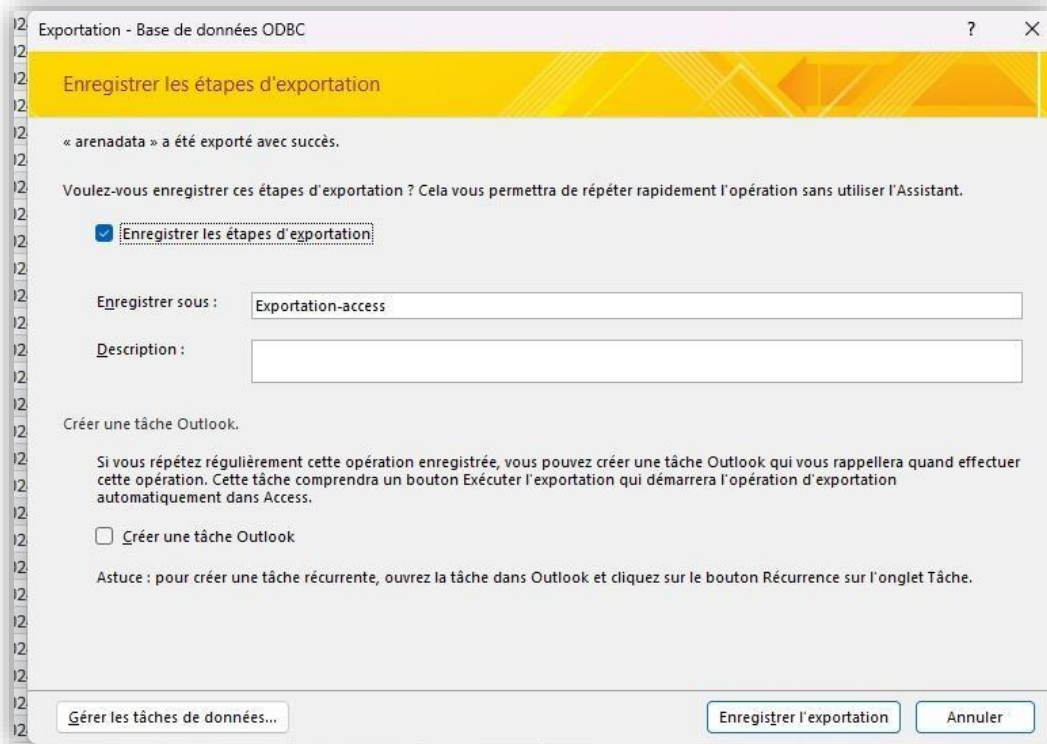 Exportation - Base de données ODBC
?
Enregistrer les étapes d'exportation
« arenadata » a été exporté avec succès.
Voulez-vous enregistrer ces étapes d'exportation ? Cela vous permettra de répéter rapidement l'opération sans utiliser l'Assistant.
Enregistrer les étapes d'exportation
Enregistrer sous :
Exportation-access
Description :
Créer une tâche Outlook.
Si vous répétez régulièrement cette opération enregistrée, vous pouvez créer une tâche Outlook qui vous rappellera quand effectuer
cette opération. Cette tâche comprendra un bouton Exécuter l'exportation qui démarrera l'opération d'exportation
automatiquement dans Access.
Créer une tâche Outlook
Astuce : pour créer une tâche récurrente, ouvrez la tâche dans Outlook et cliquez sur le bouton Récurrence sur l'onglet Tâche.
Gérer les tâches de données...
Enregistrer l'exportation
Annuler